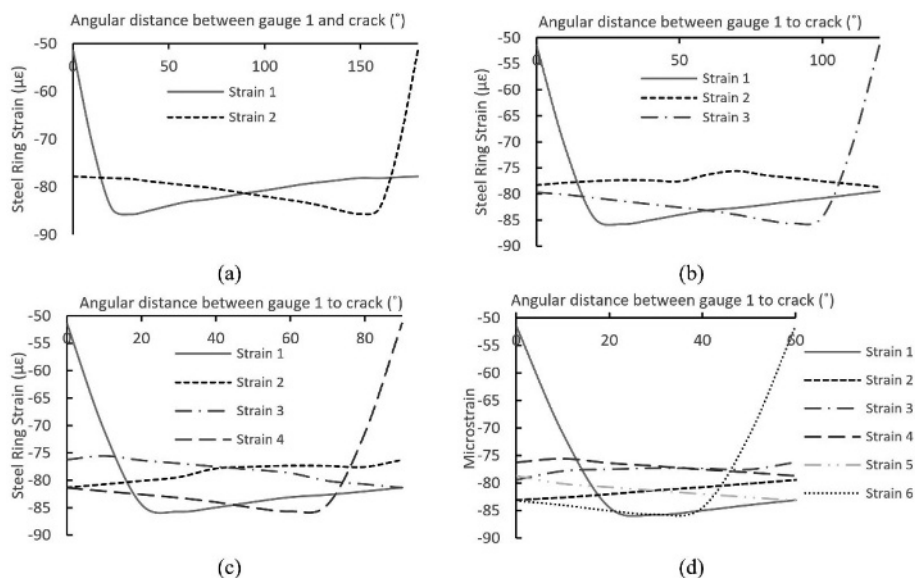 Angular distance between gauge 1 and crack (°)
-50
0 50 100 150
-60
-70
-80
-90
Steel Ring Strain (με)
Strain 1
Strain 2
(a)
Angular distance between gauge 1 to crack (°)
-50
0 50 100
-55
-60
-65
-70
-75
-80
-85
-90
Steel Ring Strain (με)
Strain 1
Strain 2
Strain 3
(b)
Angular distance between gauge 1 to crack (°)
-50
0 20 40 60 80
-55
-60
-65
-70
-75
-80
-85
-90
Steel Ring Strain (με)
Strain 1
Strain 2
Strain 3
Strain 4
(c)
Angular distance between gauge 1 to crack (°)
-50
0 20 40 60
-55
-60
-65
-70
-75
-80
-85
-90
Microstrain
Strain 1
Strain 2
Strain 3
Strain 4
Strain 5
Strain 6
(d)